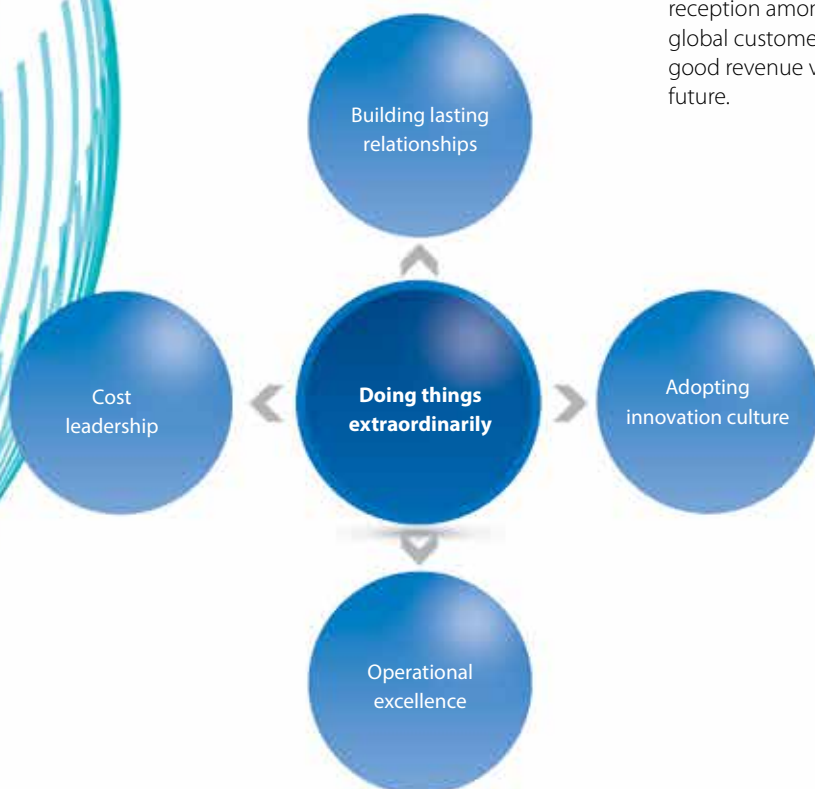 reception amon
global custome
good revenue v
future.
Building lasting
relationships
Cost
leadership
Doing things
extraordinarily
Adopting
innovation culture
Operational
excellence